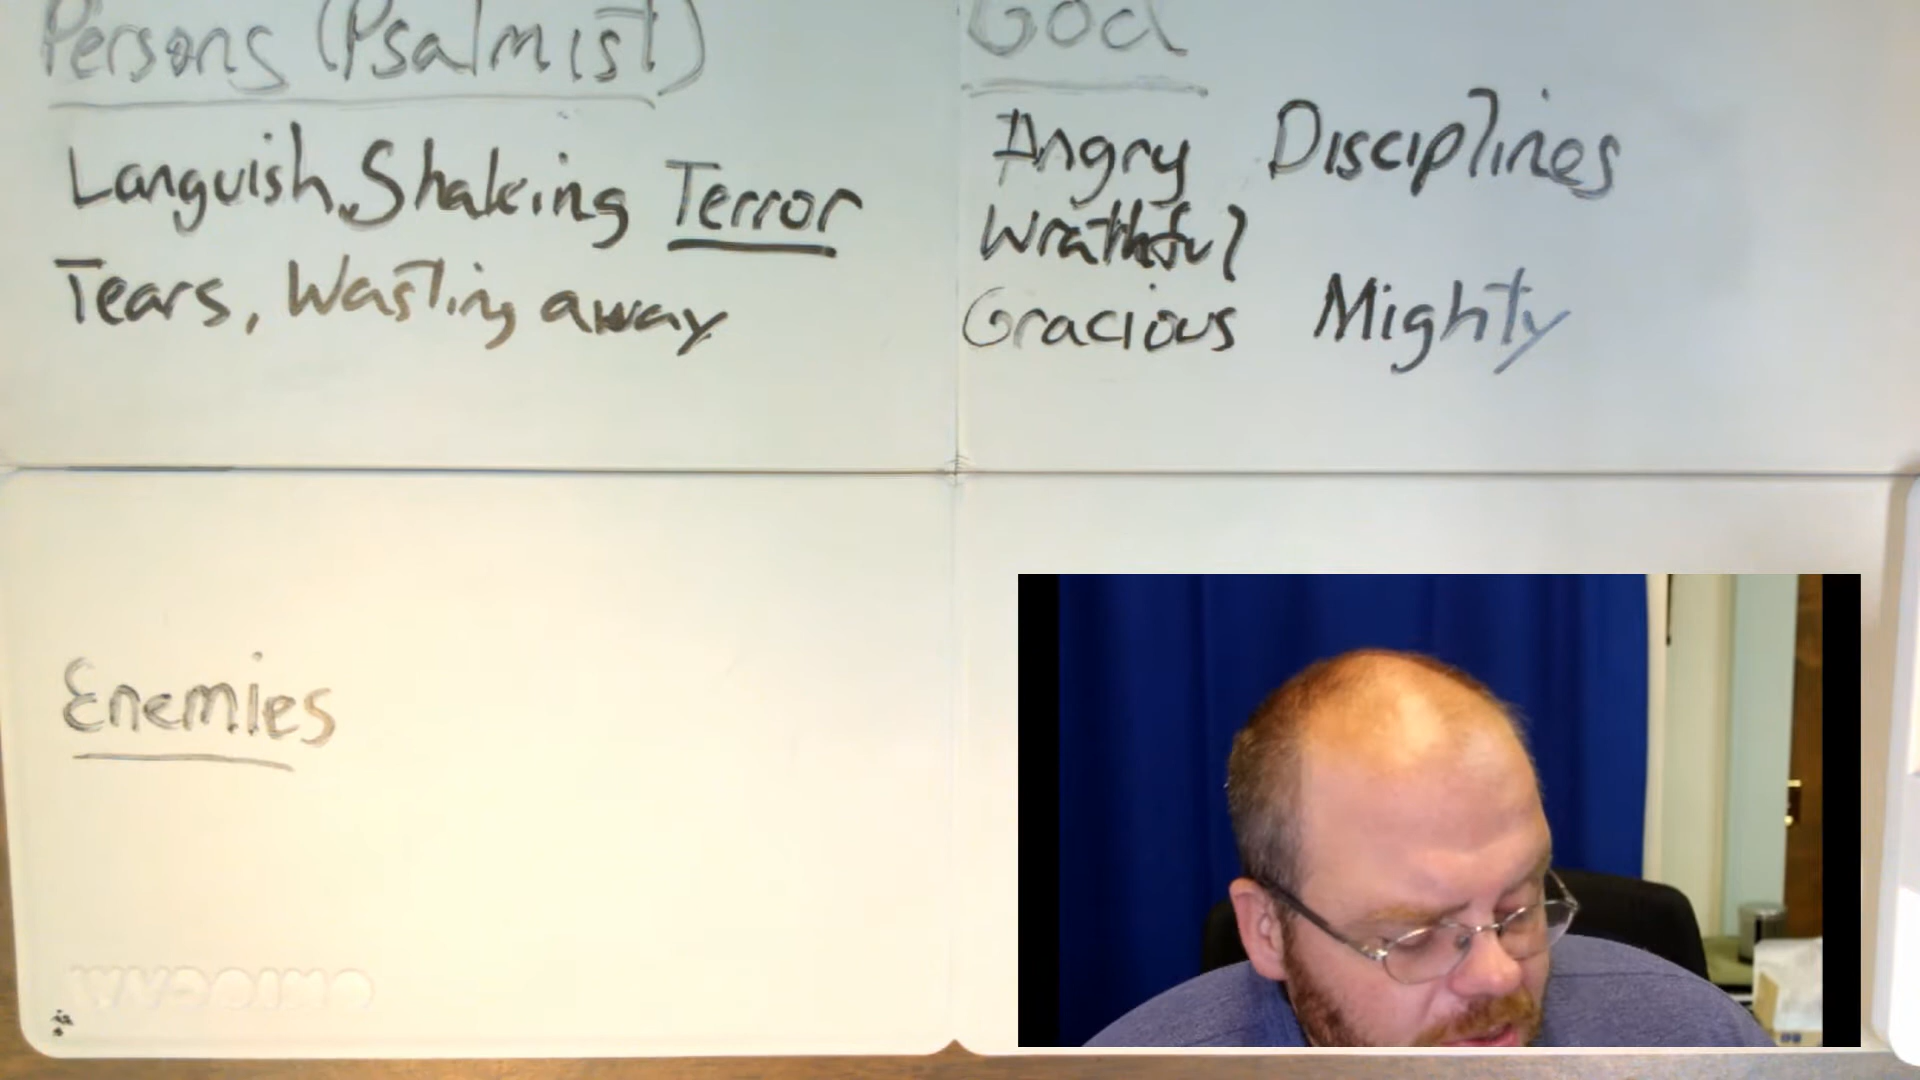 Persons (Psalmist)
Languish, Shaking Terror
Tears, Wasting away
God
Angry Disciplines
Wrathful
Gracious Mighty
Enemies